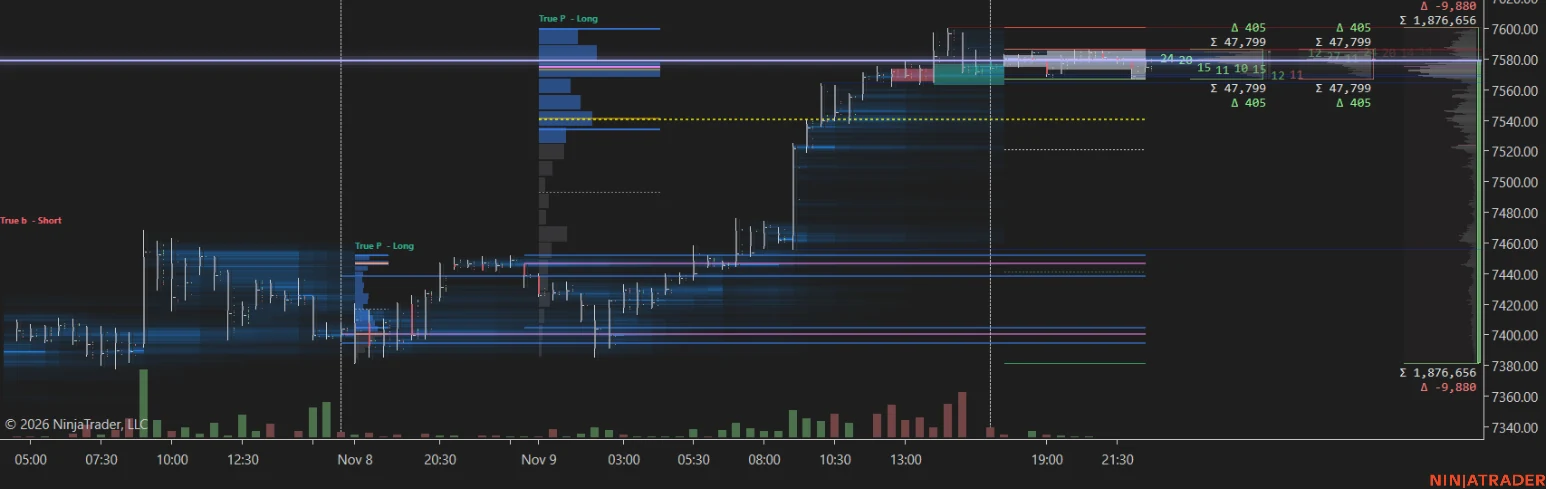 Δ -9,880
Σ 1,876,656
True P - Long
Δ 405
Δ 405
Σ 47,799
Σ 47,799
24 20
15 11 10 15
12 11
Σ 47,799
Σ 47,799
Δ 405
Δ 405
True b - Short
True P - Long
Σ 1,876,656
Δ -9,880
7600.00
7580.00
7560.00
7540.00
7520.00
7500.00
7480.00
7460.00
7440.00
7420.00
7400.00
7380.00
7360.00
7340.00
© 2026 NinjaTrader, LLC
05:00 07:30 10:00 12:30 Nov 8 20:30 Nov 9 03:00 05:30 08:00 10:30 13:00 19:00 21:30
NINJATRADER